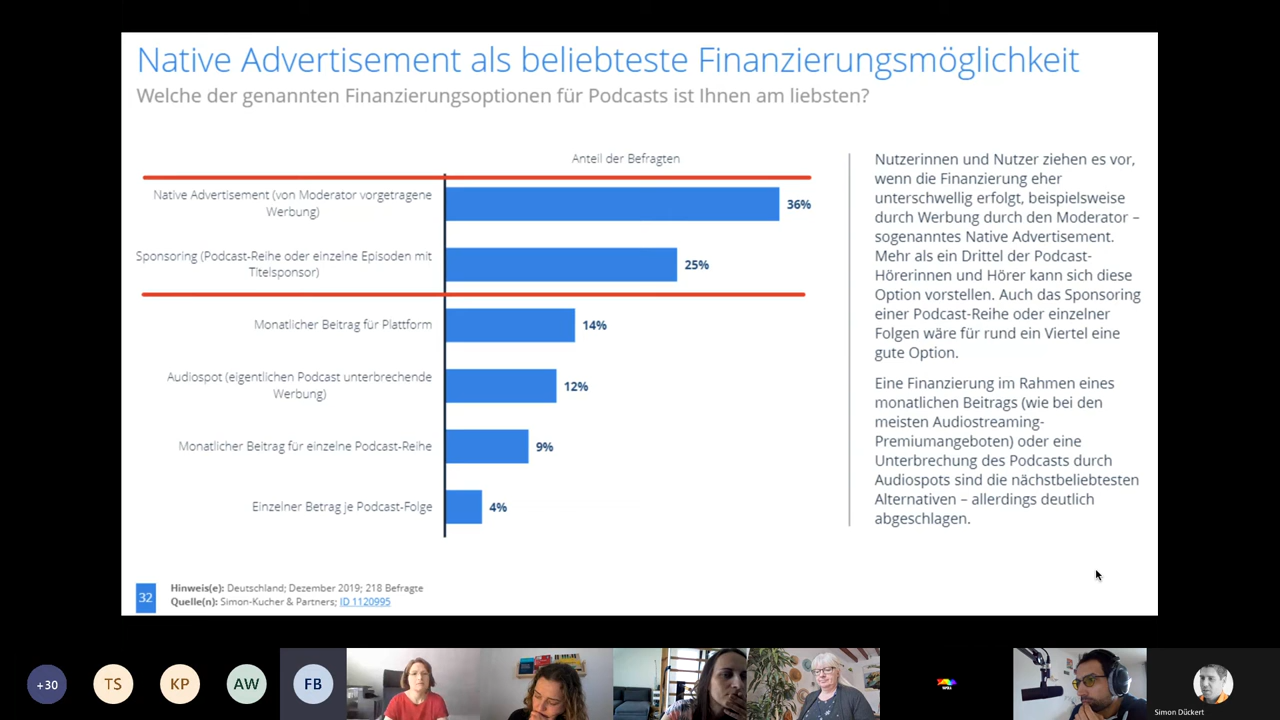 Native Advertisement als beliebteste Finanzierungsmöglichkeit
Welche der genannten Finanzierungsoptionen für Podcasts ist Ihnen am liebsten?
Anteil der Befragten
Native Advertisement (von Moderator vorgetragene
Werbung)
36%
Sponsoring (Podcast-Reihe oder einzelne Episoden mit
Titelsponsor)
25%
Monatlicher Beitrag für Plattform
14%
Audiospot (eigentlichen Podcast unterbrechende
Werbung)
12%
Monatlicher Beitrag für einzelne Podcast-Reihe
9%
Einzelner Betrag je Podcast-Folge
4%
Nutzerinnen und Nutzer ziehen es vor,
wenn die Finanzierung eher
unterschwellig erfolgt, beispielsweise
durch Werbung durch den Moderator –
sogenanntes Native Advertisement.
Mehr als ein Drittel der Podcast-
Hörerinnen und Hörer kann sich diese
Option vorstellen. Auch das Sponsoring
einer Podcast-Reihe oder einzelner
Folgen wäre für rund ein Viertel eine
gute Option.
Eine Finanzierung im Rahmen eines
monatlichen Beitrags (wie bei den
meisten Audiostreaming-
Premiumangeboten) oder eine
Unterbrechung des Podcasts durch
Audiospots sind die nächstbeliebtesten
Alternativen – allerdings deutlich
abgeschlagen.
32
Hinweis(e): Deutschland; Dezember 2019; 218 Befragte
Quelle(n): Simon-Kucher & Partners; ID 1120995
+30
TS
KP
AW
FB
Simon Dückert